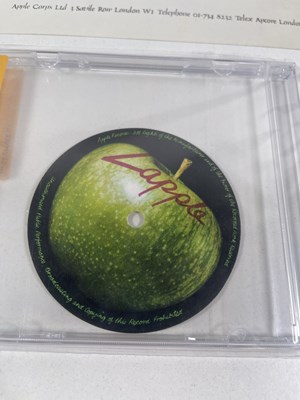 Apple Corps Ltd 3 Savile Row London W1 Telephone 01-734 8232 Telex Apcore London
Lapple
Apple Records All Rights of the Manufacturer and of the Owner of the Recorded Work Reserved
Unauthorised Public Performance, Broadcasting and Copying of this Record Prohibited